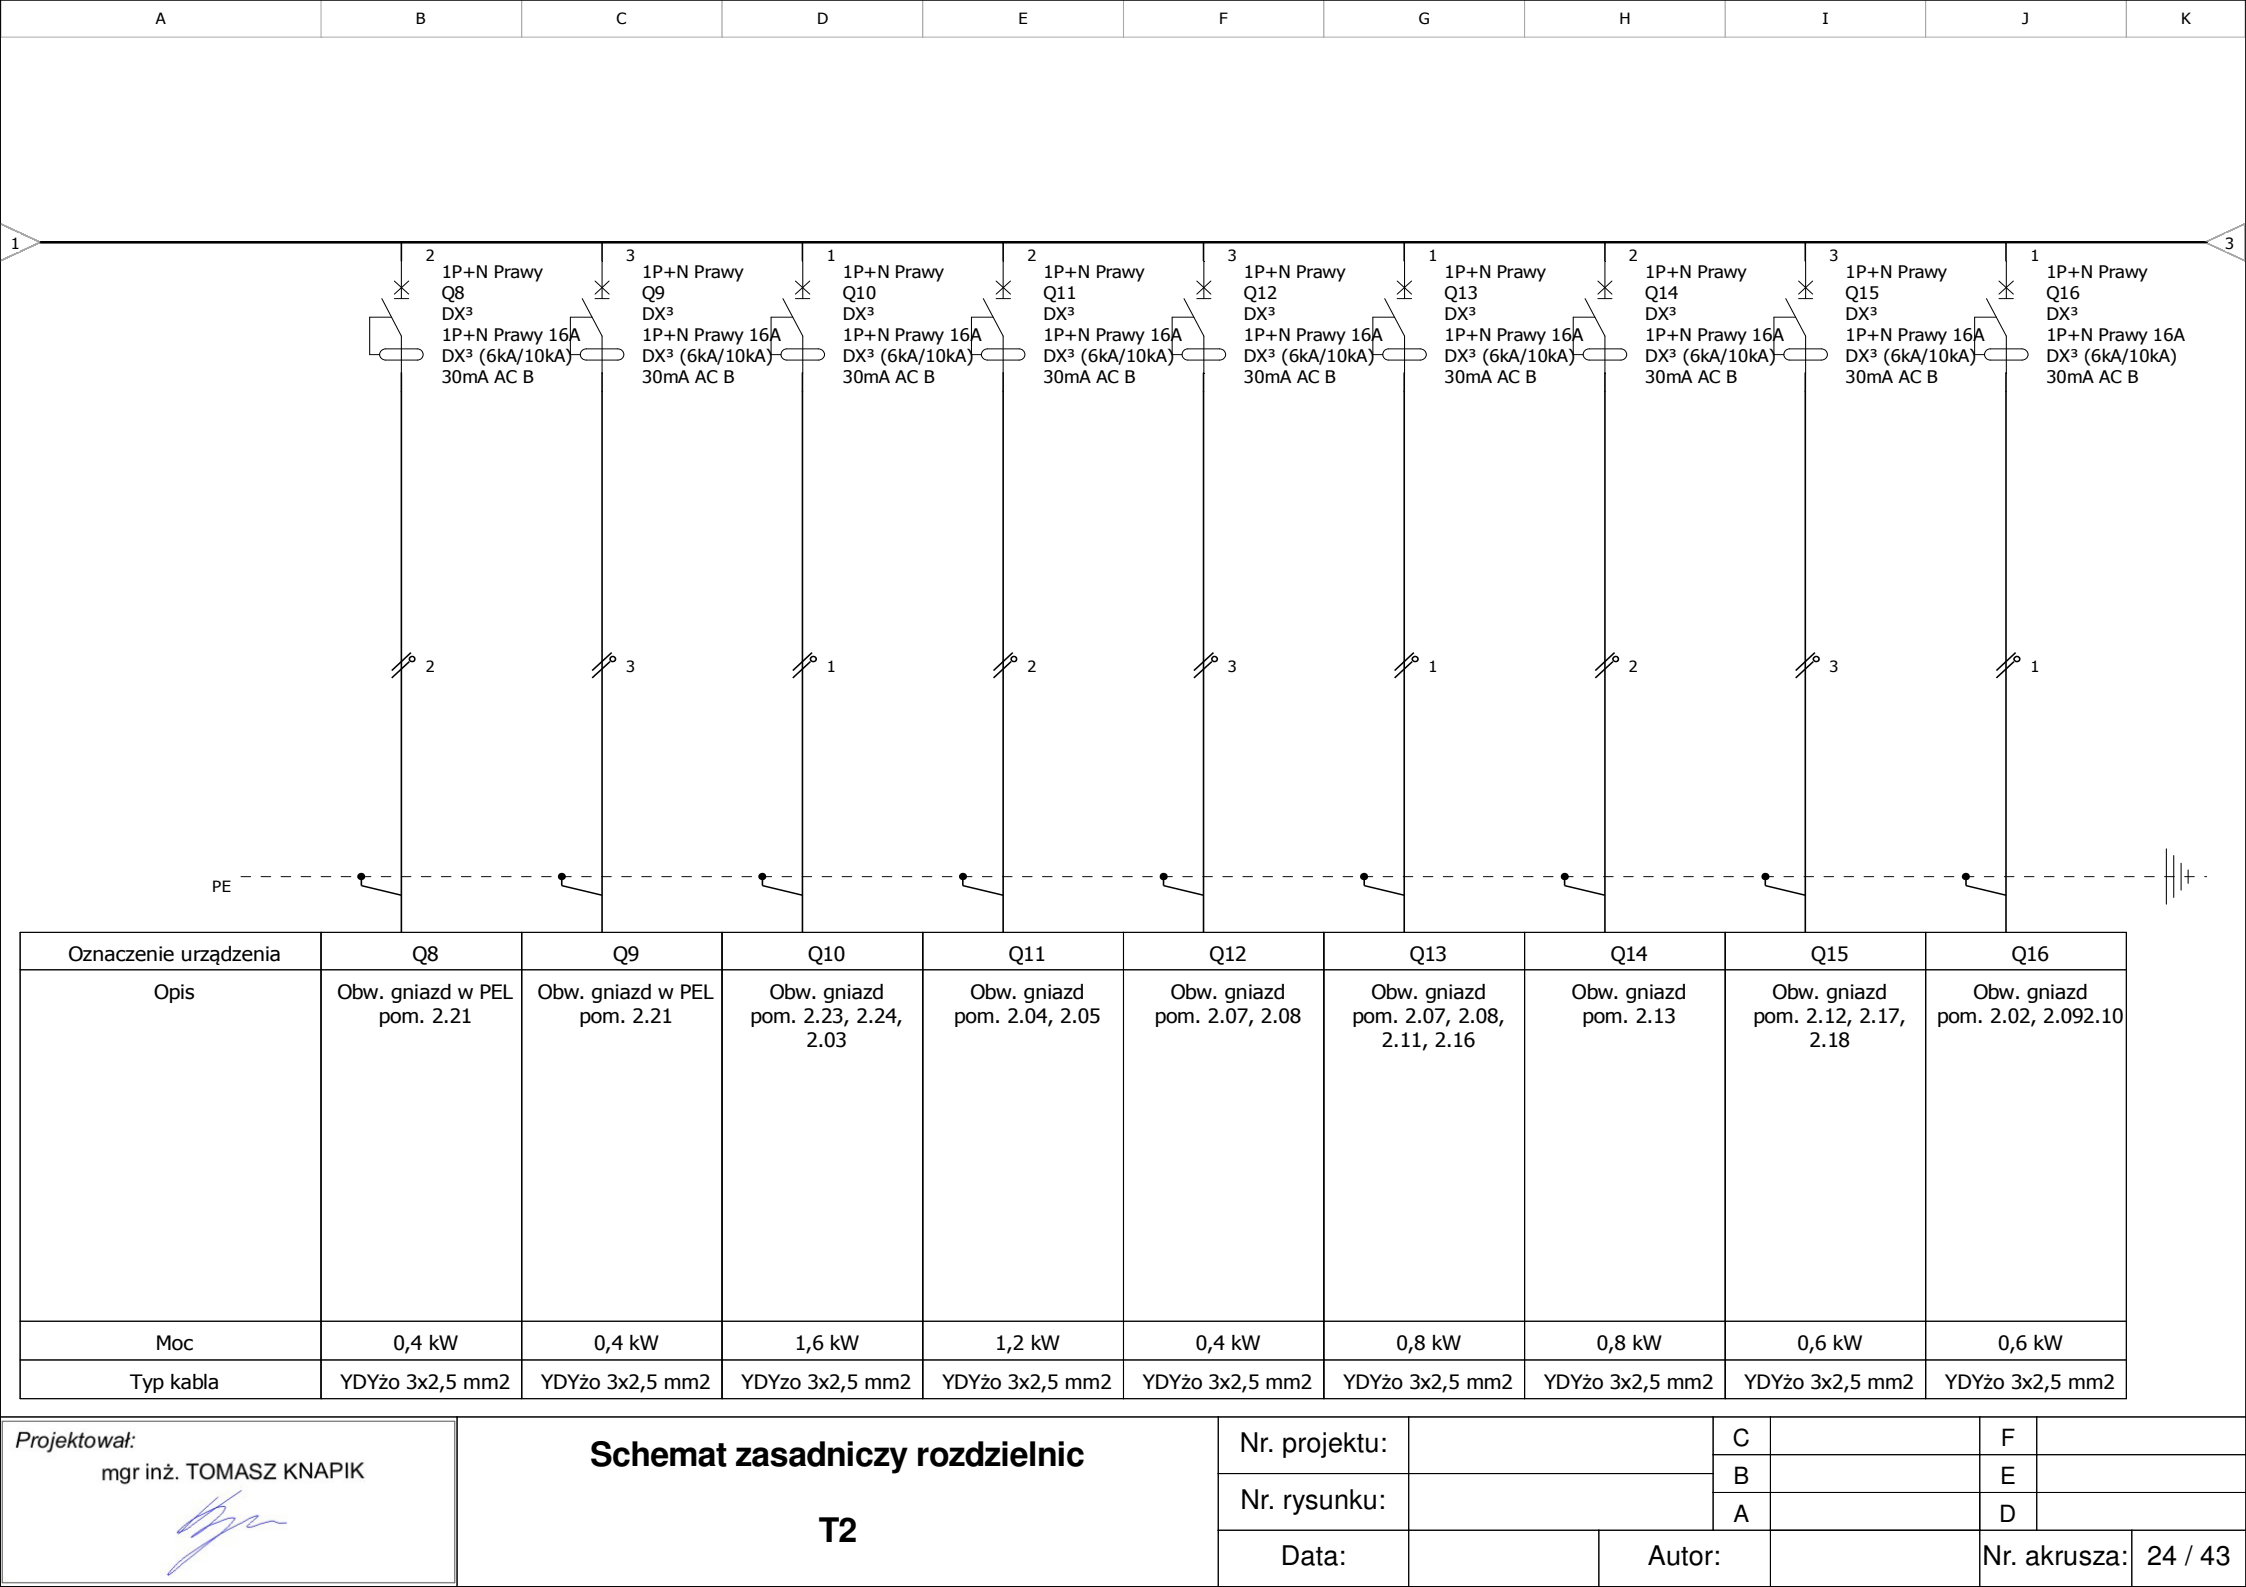 A B C D E F G H I J K
1
3
2
1P+N Prawy
Q8
DX³
1P+N Prawy 16A
DX³ (6kA/10kA)
30mA AC B
3
1P+N Prawy
Q9
DX³
1P+N Prawy 16A
DX³ (6kA/10kA)
30mA AC B
1
1P+N Prawy
Q10
DX³
1P+N Prawy 16A
DX³ (6kA/10kA)
30mA AC B
2
1P+N Prawy
Q11
DX³
1P+N Prawy 16A
DX³ (6kA/10kA)
30mA AC B
3
1P+N Prawy
Q12
DX³
1P+N Prawy 16A
DX³ (6kA/10kA)
30mA AC B
1
1P+N Prawy
Q13
DX³
1P+N Prawy 16A
DX³ (6kA/10kA)
30mA AC B
2
1P+N Prawy
Q14
DX³
1P+N Prawy 16A
DX³ (6kA/10kA)
30mA AC B
3
1P+N Prawy
Q15
DX³
1P+N Prawy 16A
DX³ (6kA/10kA)
30mA AC B
1
1P+N Prawy
Q16
DX³
1P+N Prawy 16A
DX³ (6kA/10kA)
30mA AC B
2 3 1 2 3 1 2 3 1
PE
Oznaczenie urządzenia Q8 Q9 Q10 Q11 Q12 Q13 Q14 Q15 Q16
Opis
Obw. gniazd w PEL
pom. 2.21
Obw. gniazd w PEL
pom. 2.21
Obw. gniazd
pom. 2.23, 2.24,
2.03
Obw. gniazd
pom. 2.04, 2.05
Obw. gniazd
pom. 2.07, 2.08
Obw. gniazd
pom. 2.07, 2.08,
2.11, 2.16
Obw. gniazd
pom. 2.13
Obw. gniazd
pom. 2.12, 2.17,
2.18
Obw. gniazd
pom. 2.02, 2.092.10
Moc 0,4 kW 0,4 kW 1,6 kW 1,2 kW 0,4 kW 0,8 kW 0,8 kW 0,6 kW 0,6 kW
Typ kabla YDYżo 3x2,5 mm2 YDYżo 3x2,5 mm2 YDYzo 3x2,5 mm2 YDYżo 3x2,5 mm2 YDYżo 3x2,5 mm2 YDYżo 3x2,5 mm2 YDYżo 3x2,5 mm2 YDYżo 3x2,5 mm2 YDYżo 3x2,5 mm2
Projektował:
mgr inż. TOMASZ KNAPIK
Schemat zasadniczy rozdzielnic
T2
Nr. projektu:
Nr. rysunku:
Data:
Autor:
C
B
A
F
E
D
Nr. akrusza: 24 / 43